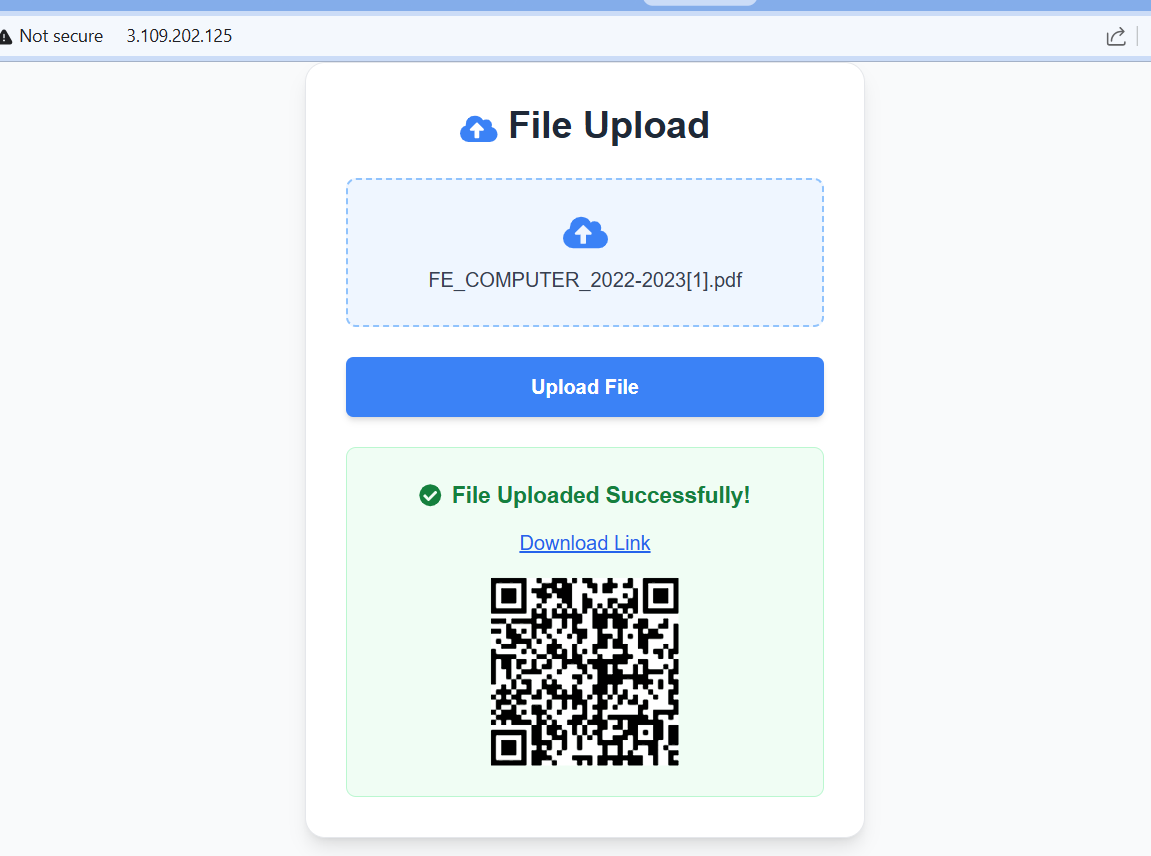 Not secure 3.109.202.125
File Upload
FE_COMPUTER_2022-2023[1].pdf
Upload File
File Uploaded Successfully!
Download Link